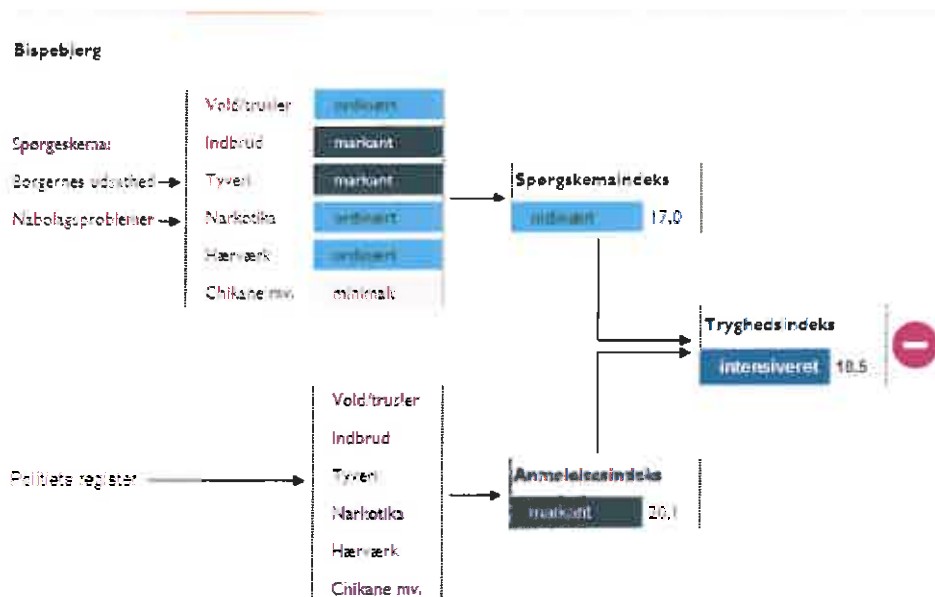 Bispebjerg
Vold/trusler ordinært
Spørgeskema: Indbrud markant
Borgernes udsathed Tyveri markant
Nabolagsproblemer Narkotika ordinært
Hærværk ordinært
Chikane mv. minimalt
Spørgskemaindeks
ordinært 17,0
Tryghedsindeks
intensiveret 18,5
Politiets register
Vold/trusler
Indbrud
Tyveri
Narkotika
Hærværk
Chikane mv.
Anmeldelsesindeks
markant 20,1